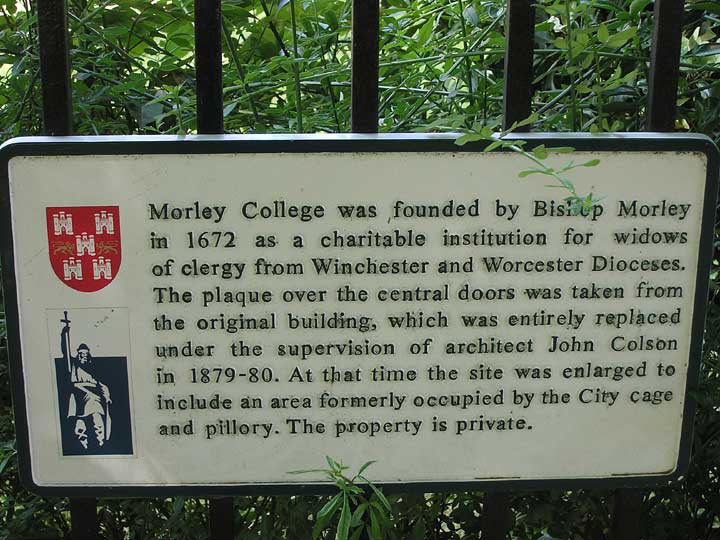 Morley College was founded by Bishop Morley
in 1672 as a charitable institution for widows
of clergy from Winchester and Worcester Dioceses.
The plaque over the central doors was taken from
the original building, which was entirely replaced
under the supervision of architect John Colson
in 1879-80. At that time the site was enlarged to
include an area formerly occupied by the City cage
and pillory. The property is private.